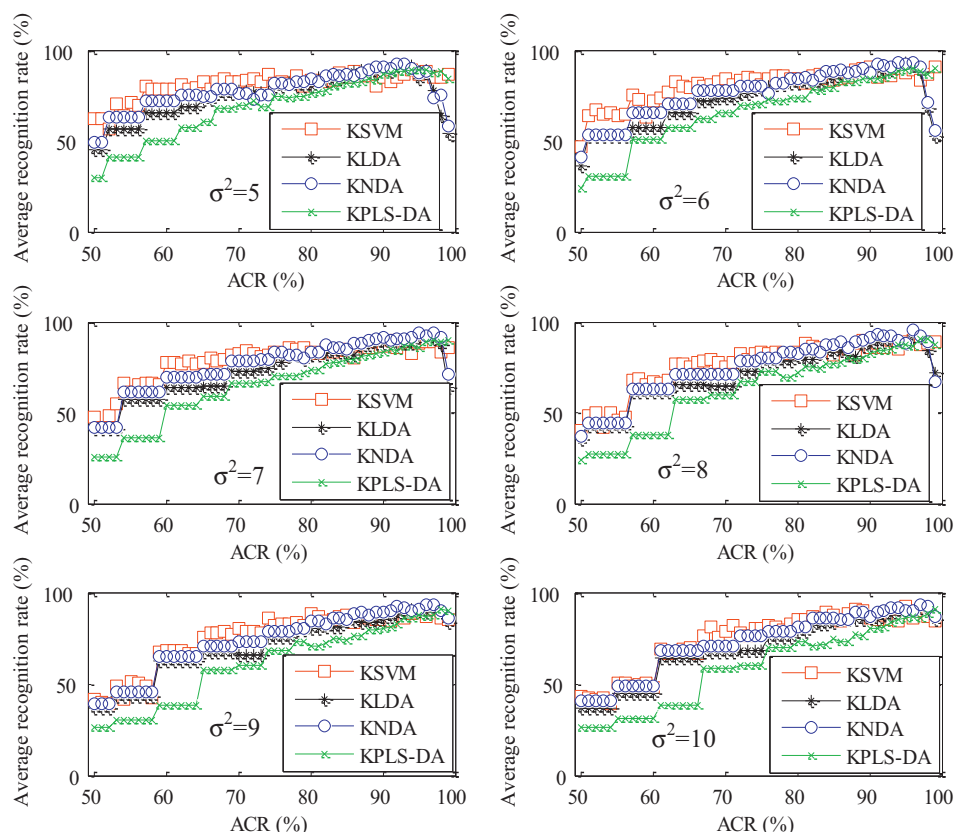 Average recognition rate (%)
100
50
0
KSVM
KLDA
KNDA
KPLS-DA
σ²=5
50 60 70 80 90 100
ACR (%)
Average recognition rate (%)
100
50
0
KSVM
KLDA
KNDA
KPLS-DA
σ²=6
50 60 70 80 90 100
ACR (%)
Average recognition rate (%)
100
50
0
KSVM
KLDA
KNDA
KPLS-DA
σ²=7
50 60 70 80 90 100
ACR (%)
Average recognition rate (%)
100
50
0
KSVM
KLDA
KNDA
KPLS-DA
σ²=8
50 60 70 80 90 100
ACR (%)
Average recognition rate (%)
100
50
0
KSVM
KLDA
KNDA
KPLS-DA
σ²=9
50 60 70 80 90 100
ACR (%)
Average recognition rate (%)
100
50
0
KSVM
KLDA
KNDA
KPLS-DA
σ²=10
50 60 70 80 90 100
ACR (%)